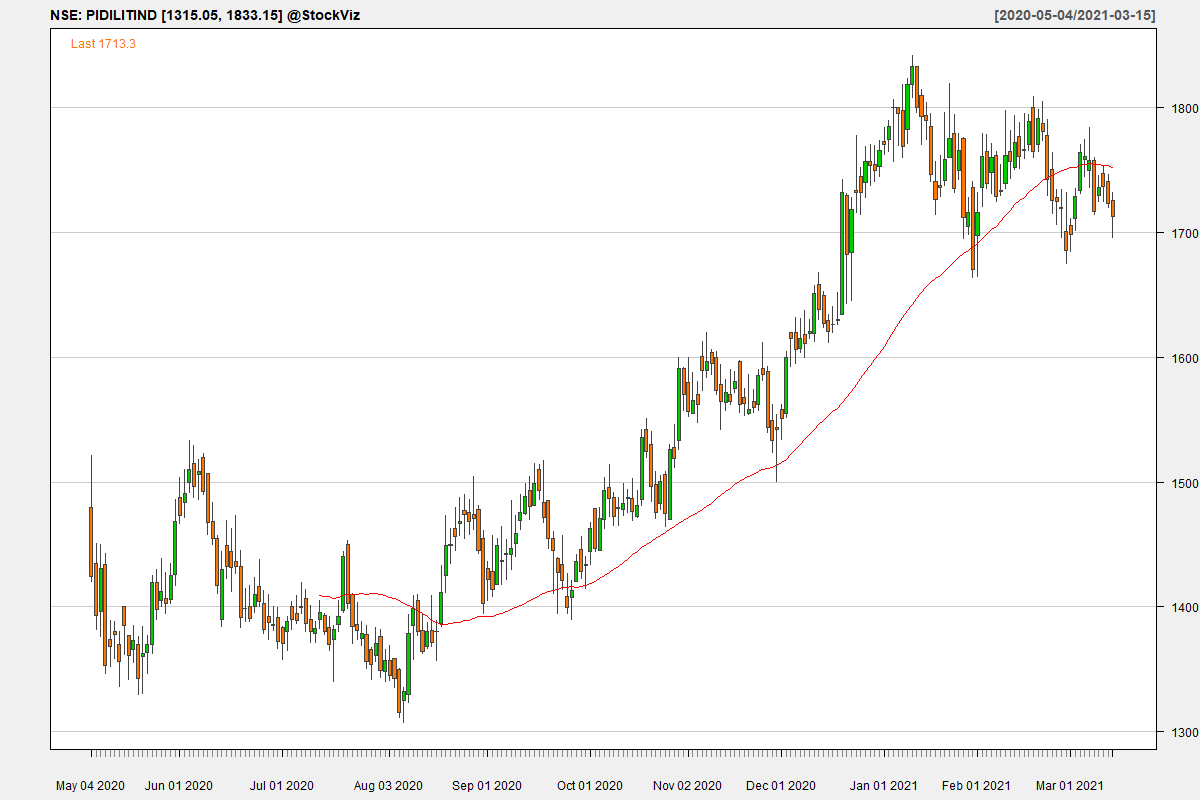 NSE: PIDILITIND [1315.05, 1833.15] @StockViz [2020-05-04/2021-03-15]
Last 1713.3
1800
1700
1600
1500
1400
1300
May 04 2020 Jun 01 2020 Jul 01 2020 Aug 03 2020 Sep 01 2020 Oct 01 2020 Nov 02 2020 Dec 01 2020 Jan 01 2021 Feb 01 2021 Mar 01 2021